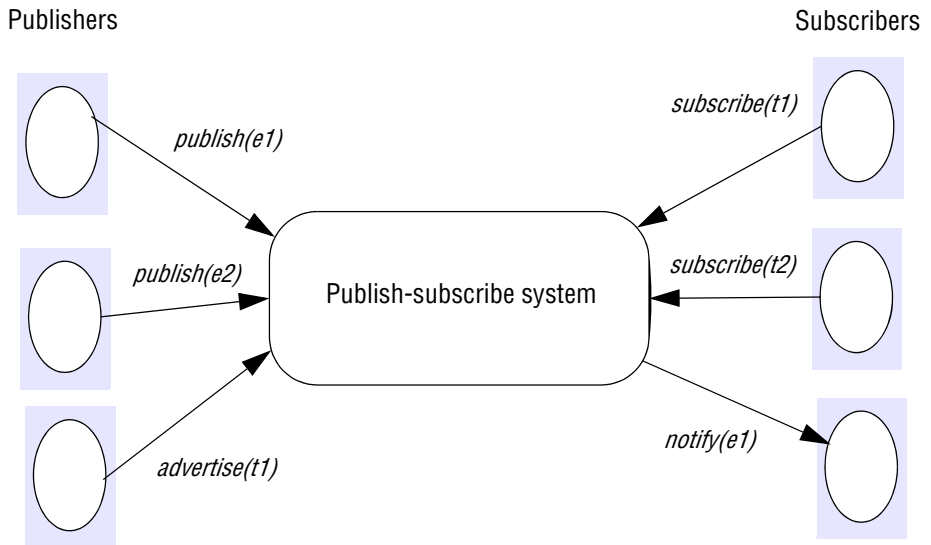 Publishers
Subscribers
publish(e1)
subscribe(t1)
publish(e2)
subscribe(t2)
Publish-subscribe system
advertise(t1)
notify(e1)